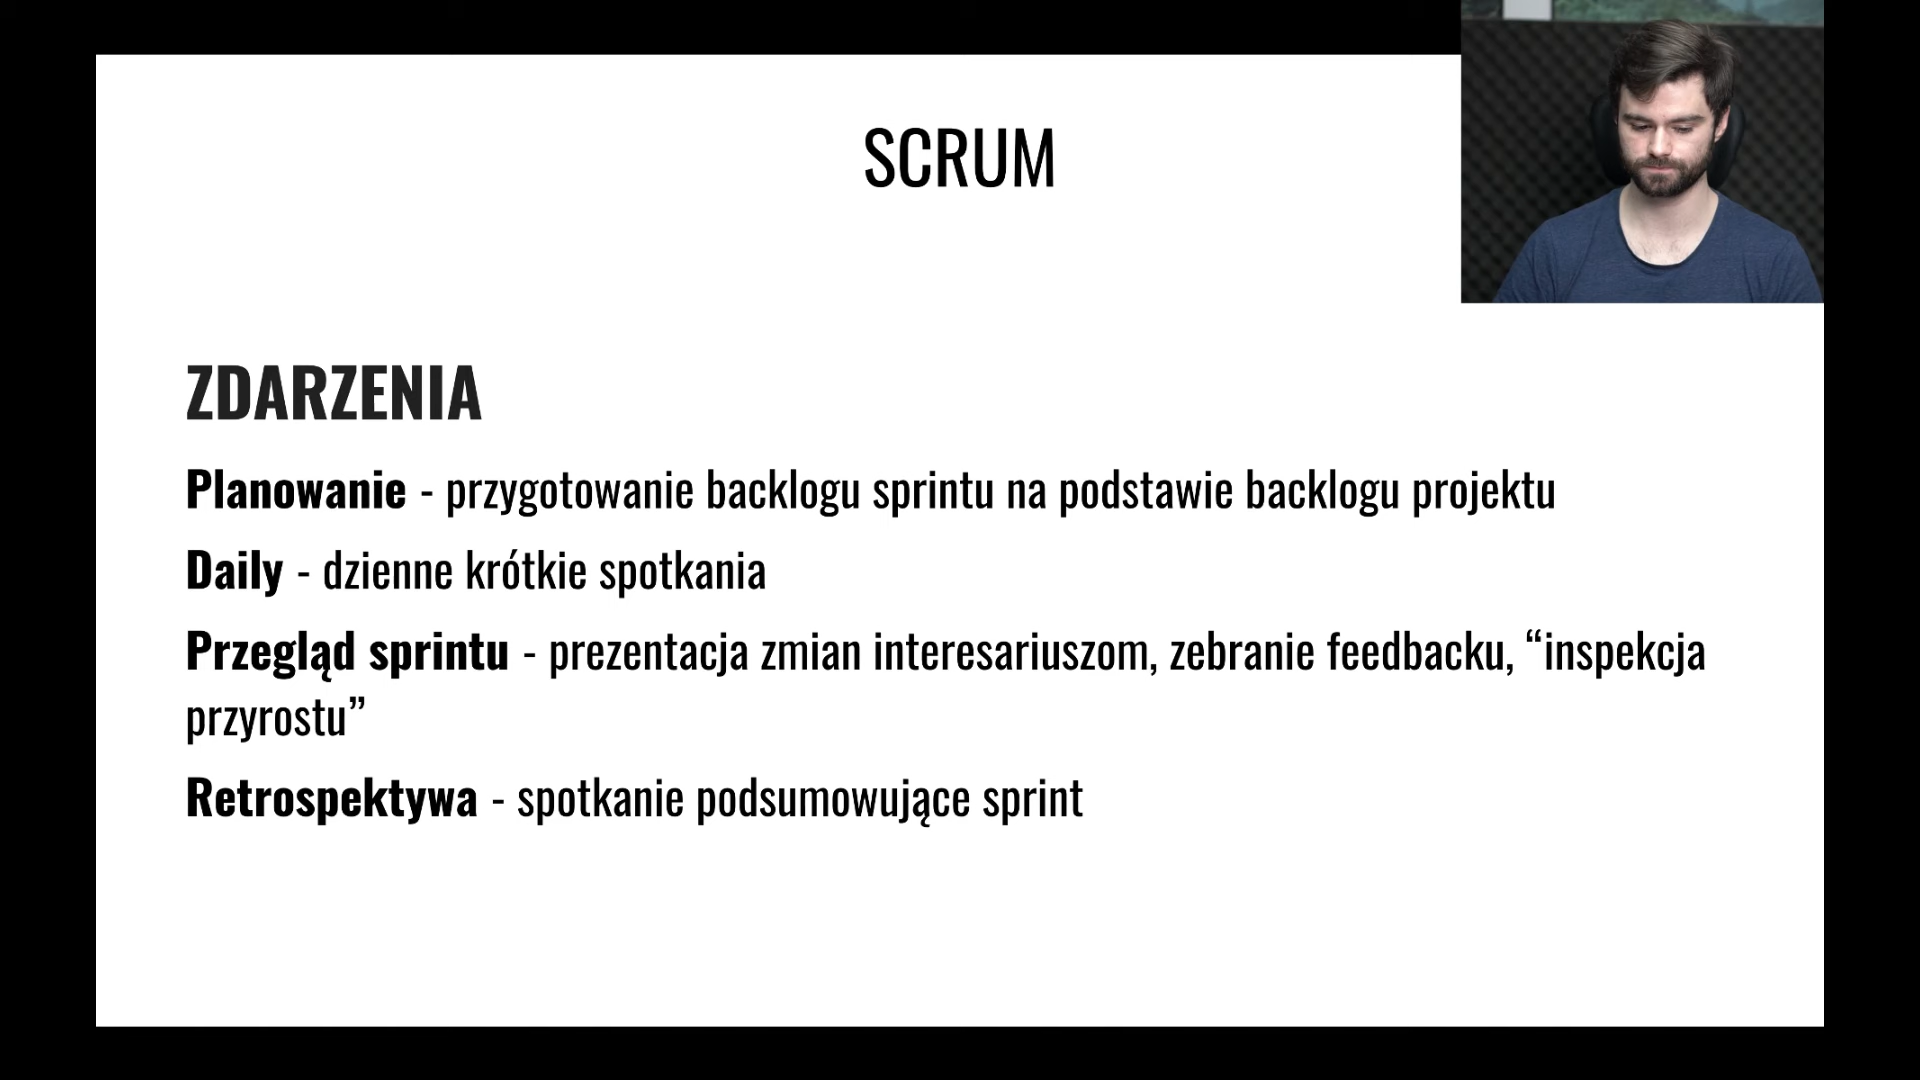 SCRUM
ZDARZENIA
Planowanie - przygotowanie backlogu sprintu na podstawie backlogu projektu
Daily - dzienne krótkie spotkania
Przegląd sprintu - prezentacja zmian interesariuszom, zebranie feedbacku, “inspekcja
przyrostu”
Retrospektywa - spotkanie podsumowujące sprint